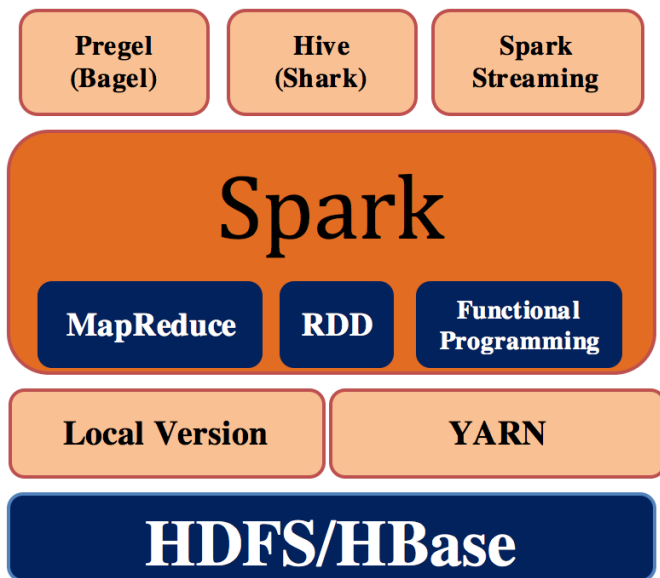 Pregel
(Bagel)
Hive
(Shark)
Spark
Streaming
Spark
MapReduce
RDD
Functional
Programming
Local Version
YARN
HDFS/HBase